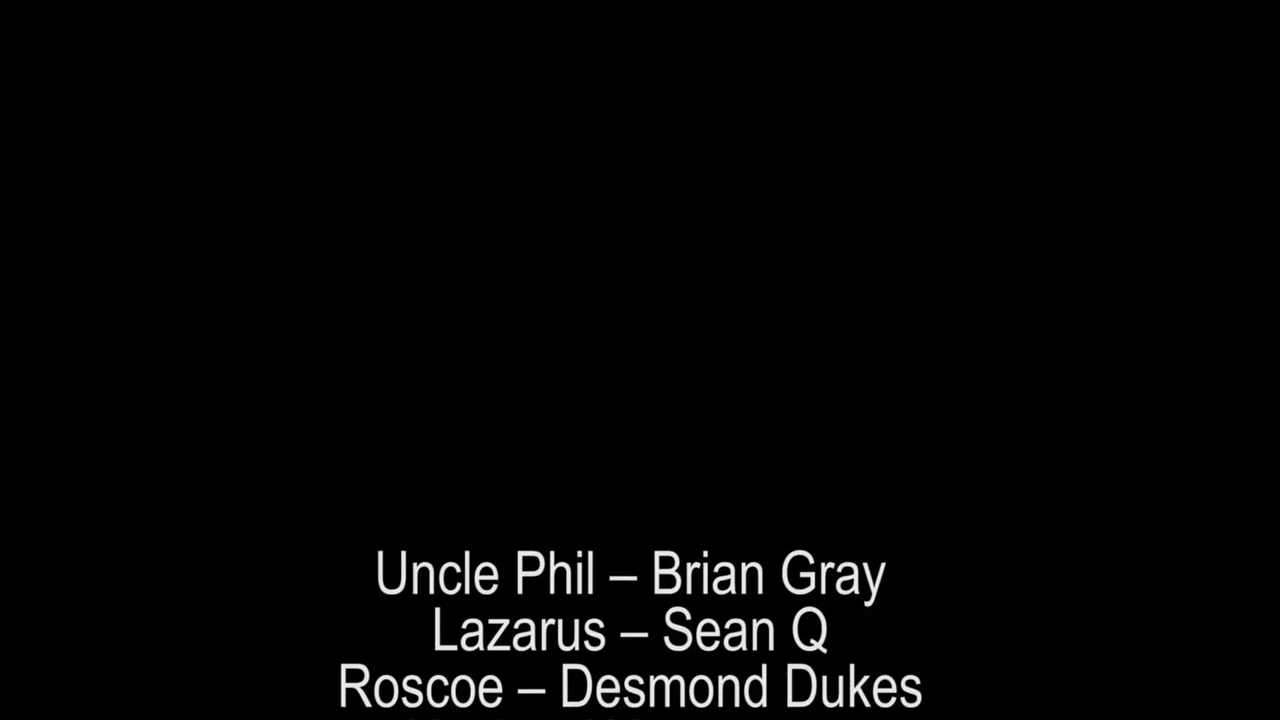 Uncle Phil – Brian Gray
Lazarus – Sean Q
Roscoe – Desmond Dukes